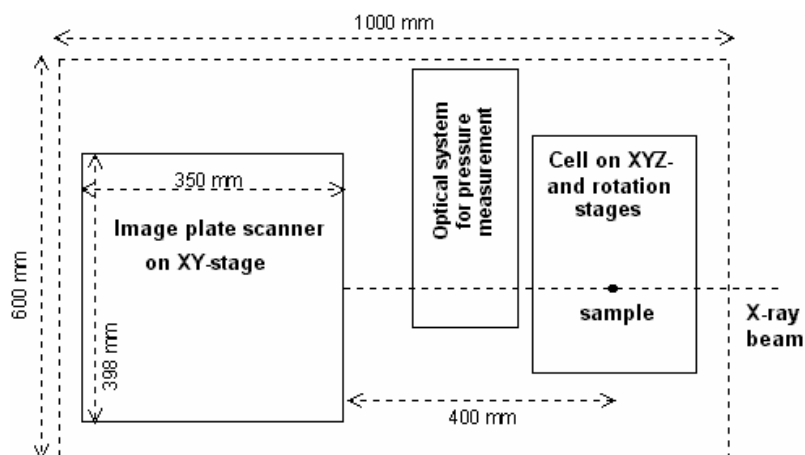 1000 mm
600 mm
350 mm
398 mm
Image plate scanner
on XY-stage
Optical system
for pressure
measurement
Cell on XYZ-
and rotation
stages
sample
X-ray
beam
400 mm